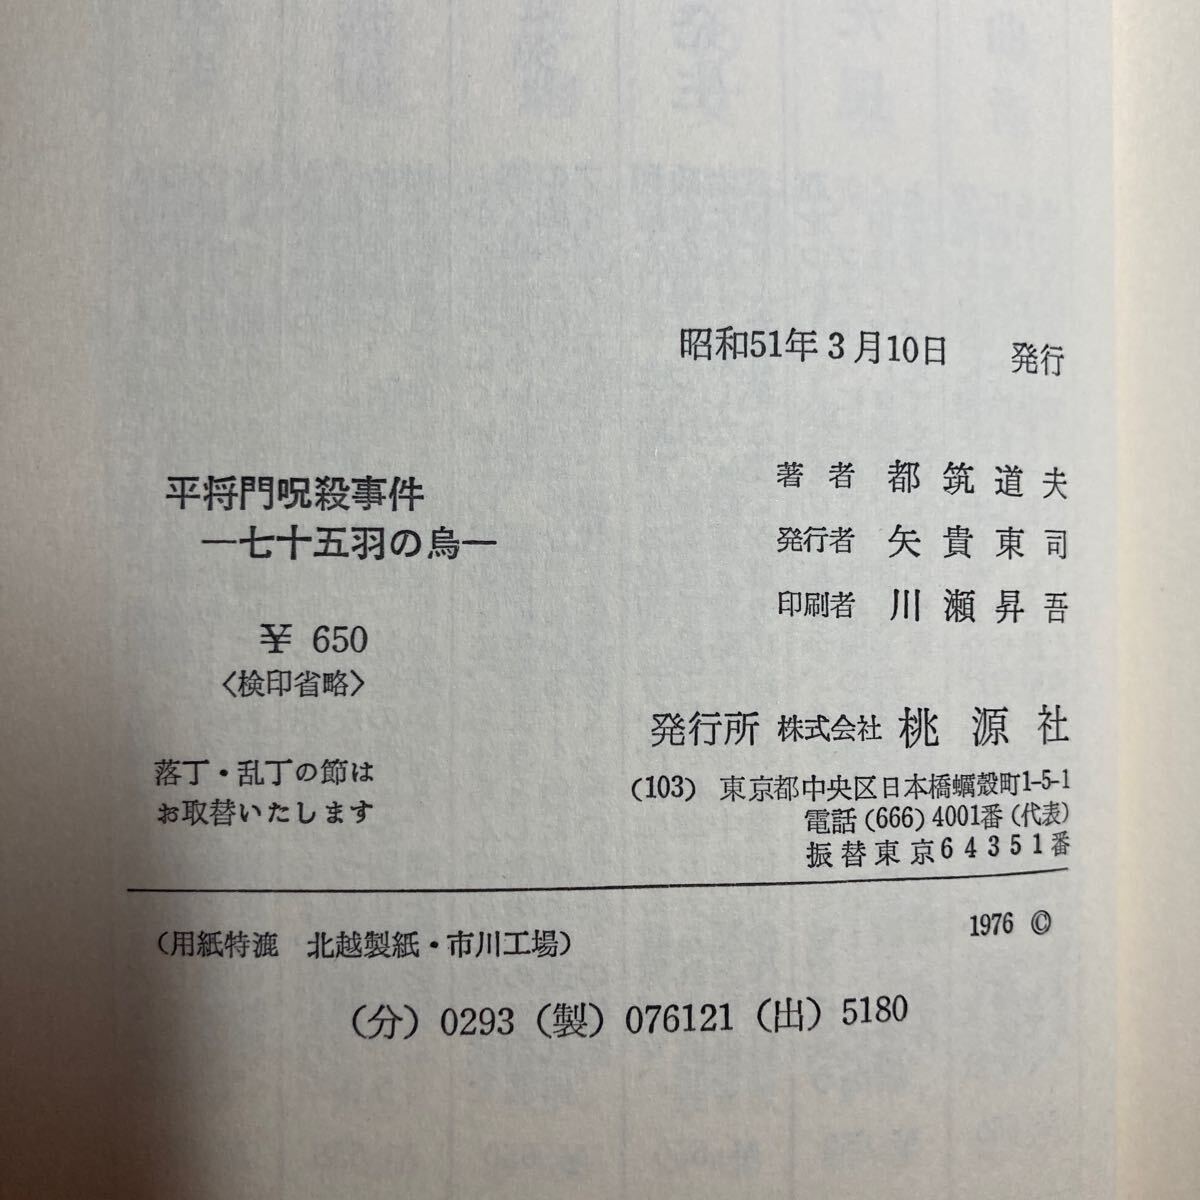 昭和51年3月10日 発行
平将門呪殺事件
―七十五羽の烏―
￥ 650
〈検印省略〉
落丁・乱丁の節は
お取替いたします
著者 都筑道夫
発行者 矢貴東司
印刷者 川瀬昇吾
発行所 株式会社 桃源社
(103) 東京都中央区日本橋蠣殻町1-5-1
電話(666)4001番(代表)
振替東京64351番
1976 ©
(用紙特漉 北越製紙・市川工場)
(分)0293(製)076121(出)5180